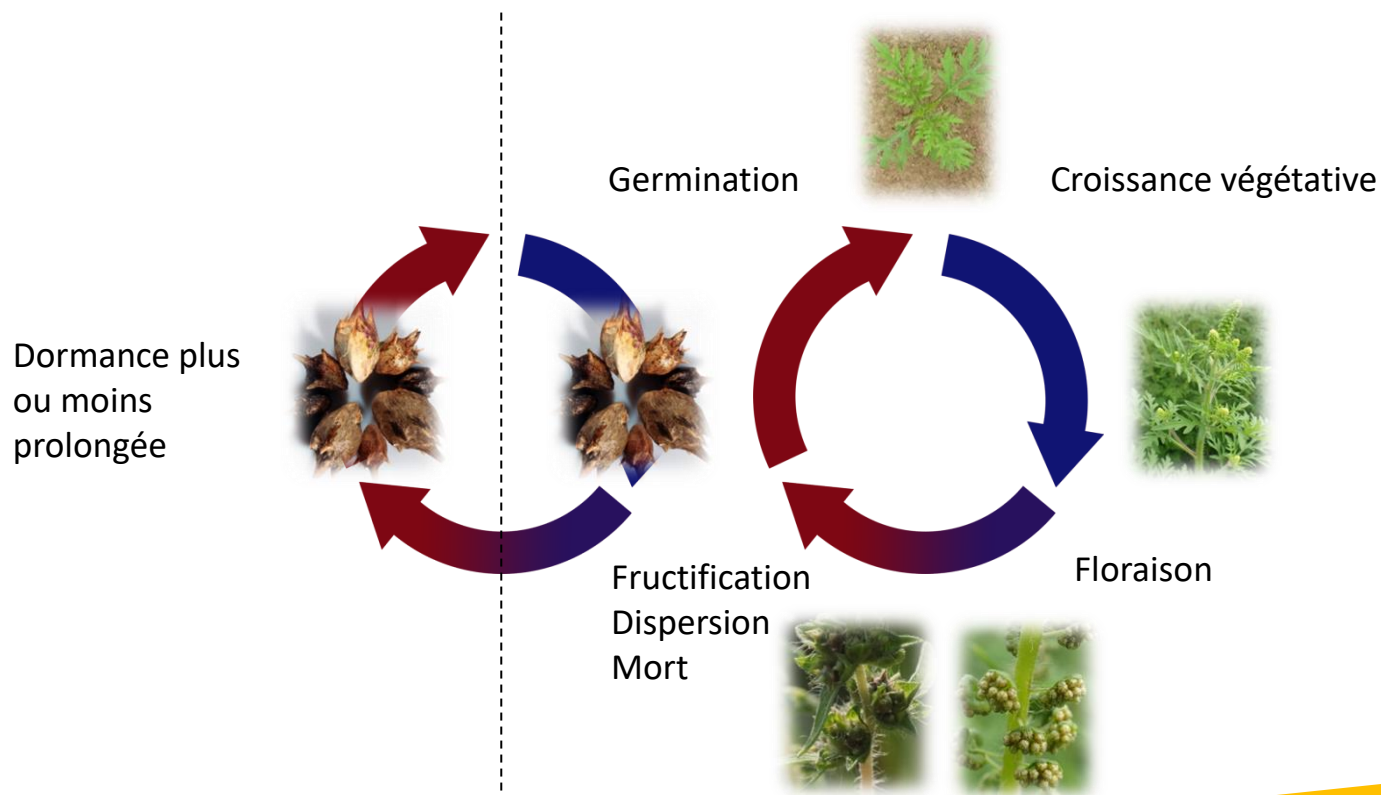 Germination
Croissance végétative
Dormance plus
ou moins
prolongée
Floraison
Fructification
Dispersion
Mort